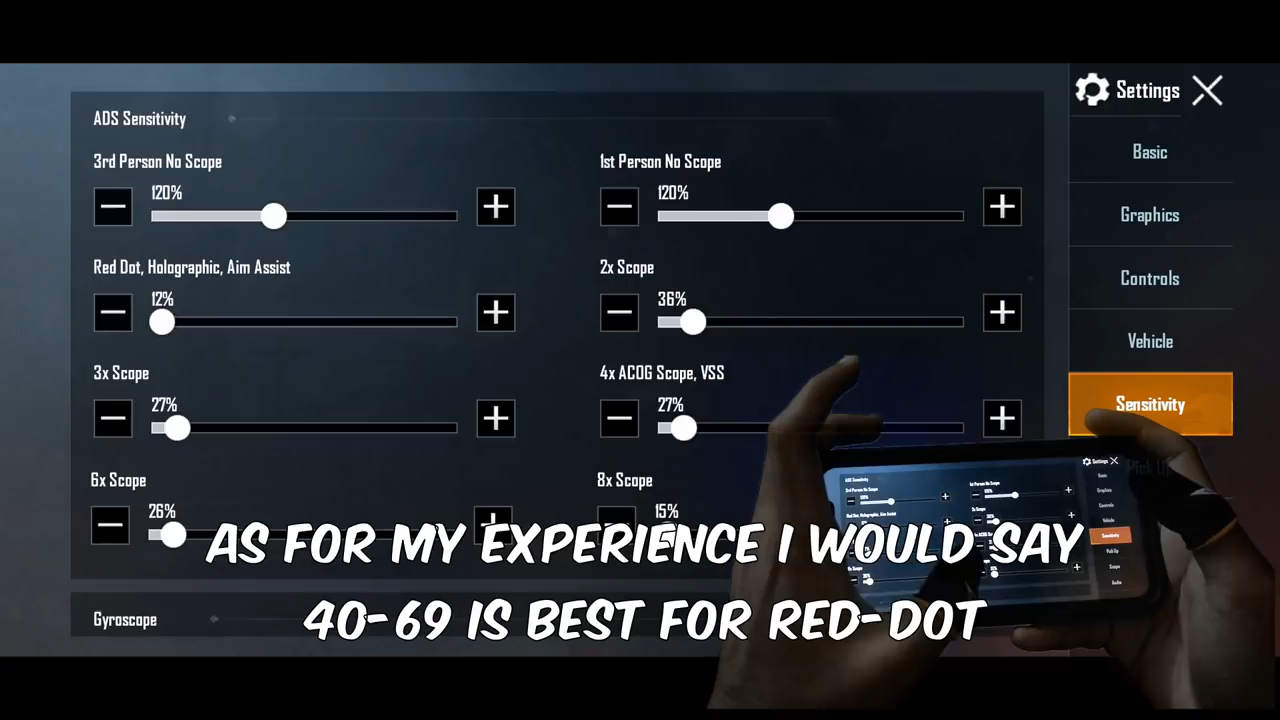 Settings
ADS Sensitivity
3rd Person No Scope
1st Person No Scope
120%
120%
Basic
Graphics
Red Dot, Holographic, Aim Assist
2x Scope
12%
36%
Controls
Vehicle
3x Scope
4x ACOG Scope, VSS
27%
27%
Sensitivity
Pick Up
6x Scope
8x Scope
26%
15%
AS FOR MY EXPERIENCE I WOULD SAY
40-69 IS BEST FOR RED-DOT
Gyroscope